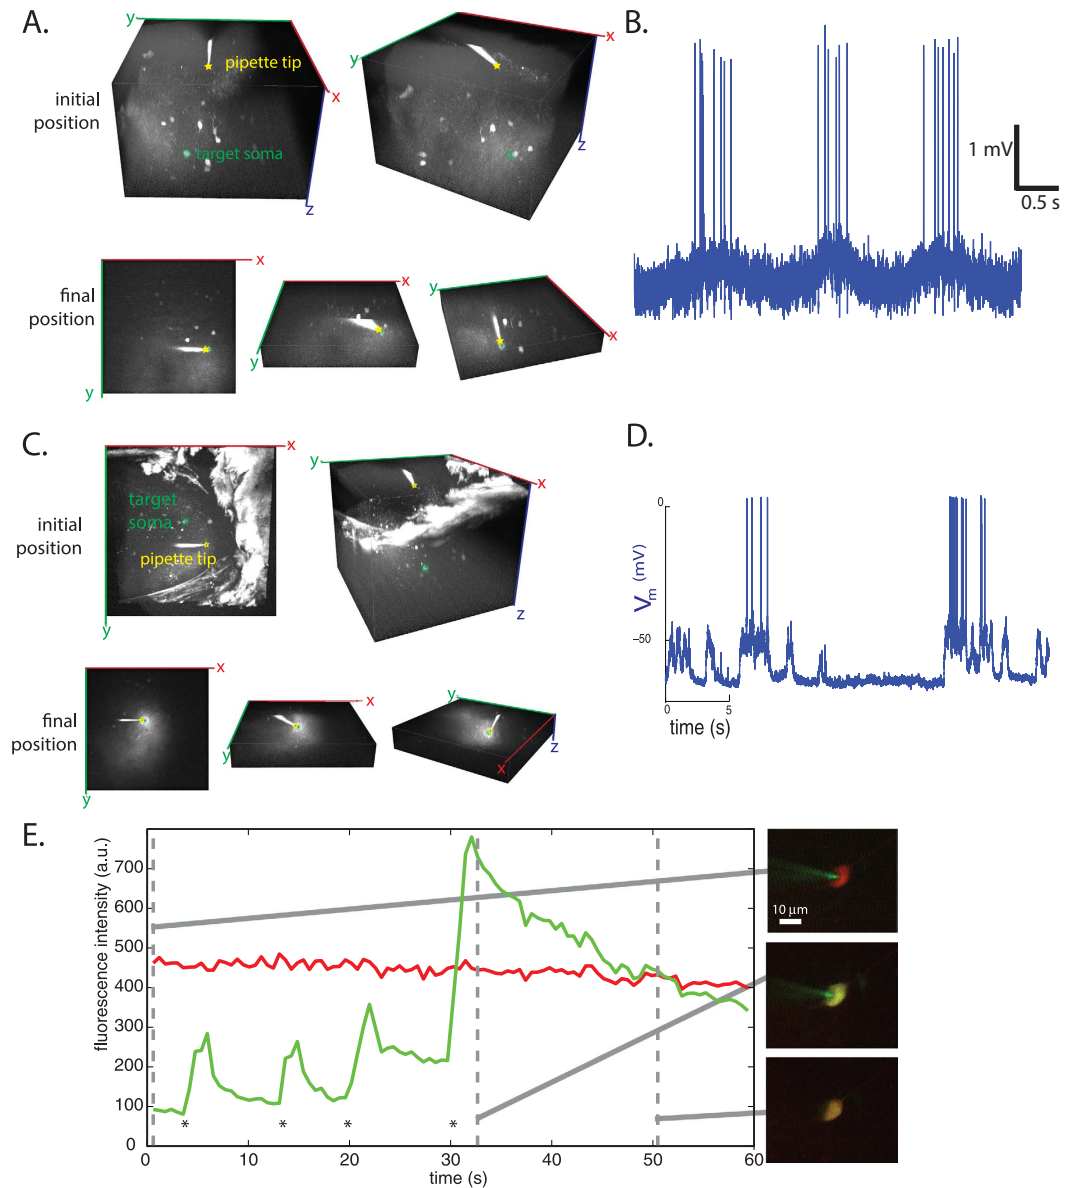 A.
y
x
z
pipette tip
target soma
initial
position
y
x
z
final
position
x
y
x
y
y
x
B.
1 mV
0.5 s
C.
x
y
target
soma
pipette tip
initial
position
y
x
z
final
position
x
y
x
y
y
x
z
D.
0
−50
Vm (mV)
0
5
time (s)
E.
fluorescence intensity (a.u.)
700
600
500
400
300
200
100
0
* * * *
0 10 20 30 40 50 60
time (s)
10 μm